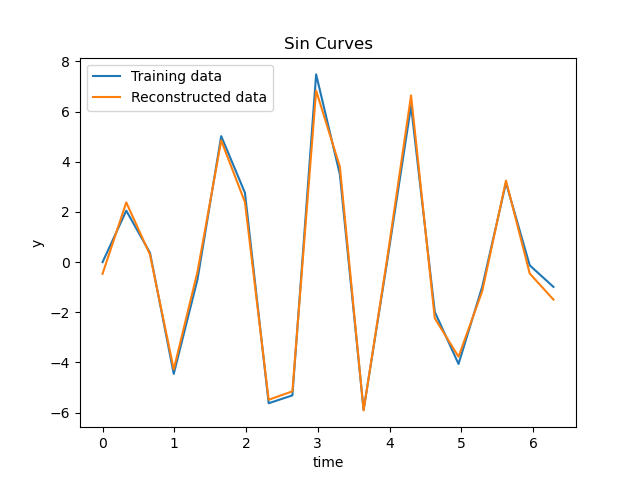 Sin Curves
Training data
Reconstructed data
8
6
4
2
0
−2
−4
−6
y
0 1 2 3 4 5 6
time